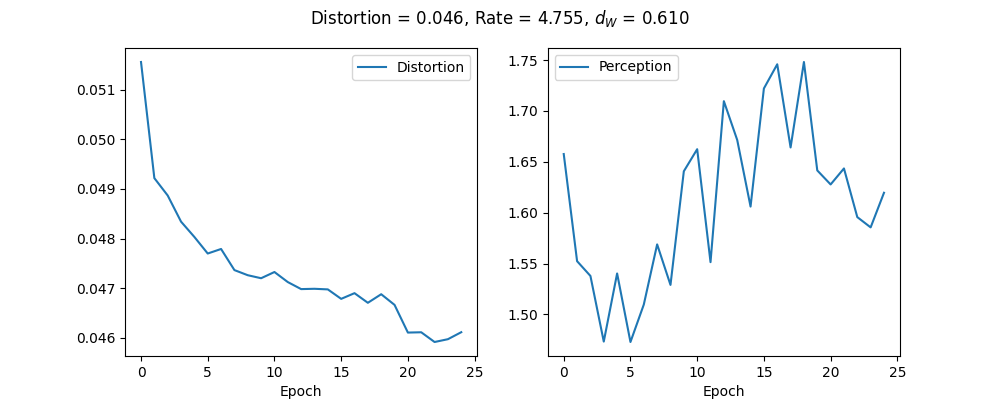 Distortion = 0.046, Rate = 4.755, d_W = 0.610
Distortion
0.051
0.050
0.049
0.048
0.047
0.046
0 5 10 15 20 25
Epoch
Perception
1.75
1.70
1.65
1.60
1.55
1.50
0 5 10 15 20 25
Epoch